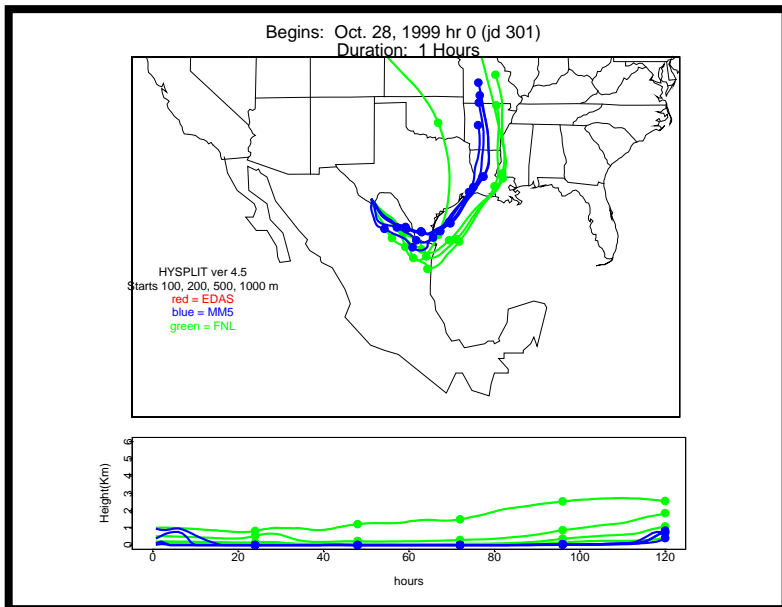 Begins: Oct. 28, 1999 hr 0 (jd 301)
Duration: 1 Hours
HYSPLIT ver 4.5
Starts 100, 200, 500, 1000 m
red = EDAS
blue = MM5
green = FNL
Height(Km)
6
5
4
3
2
1
0
0 20 40 60 80 100 120
hours